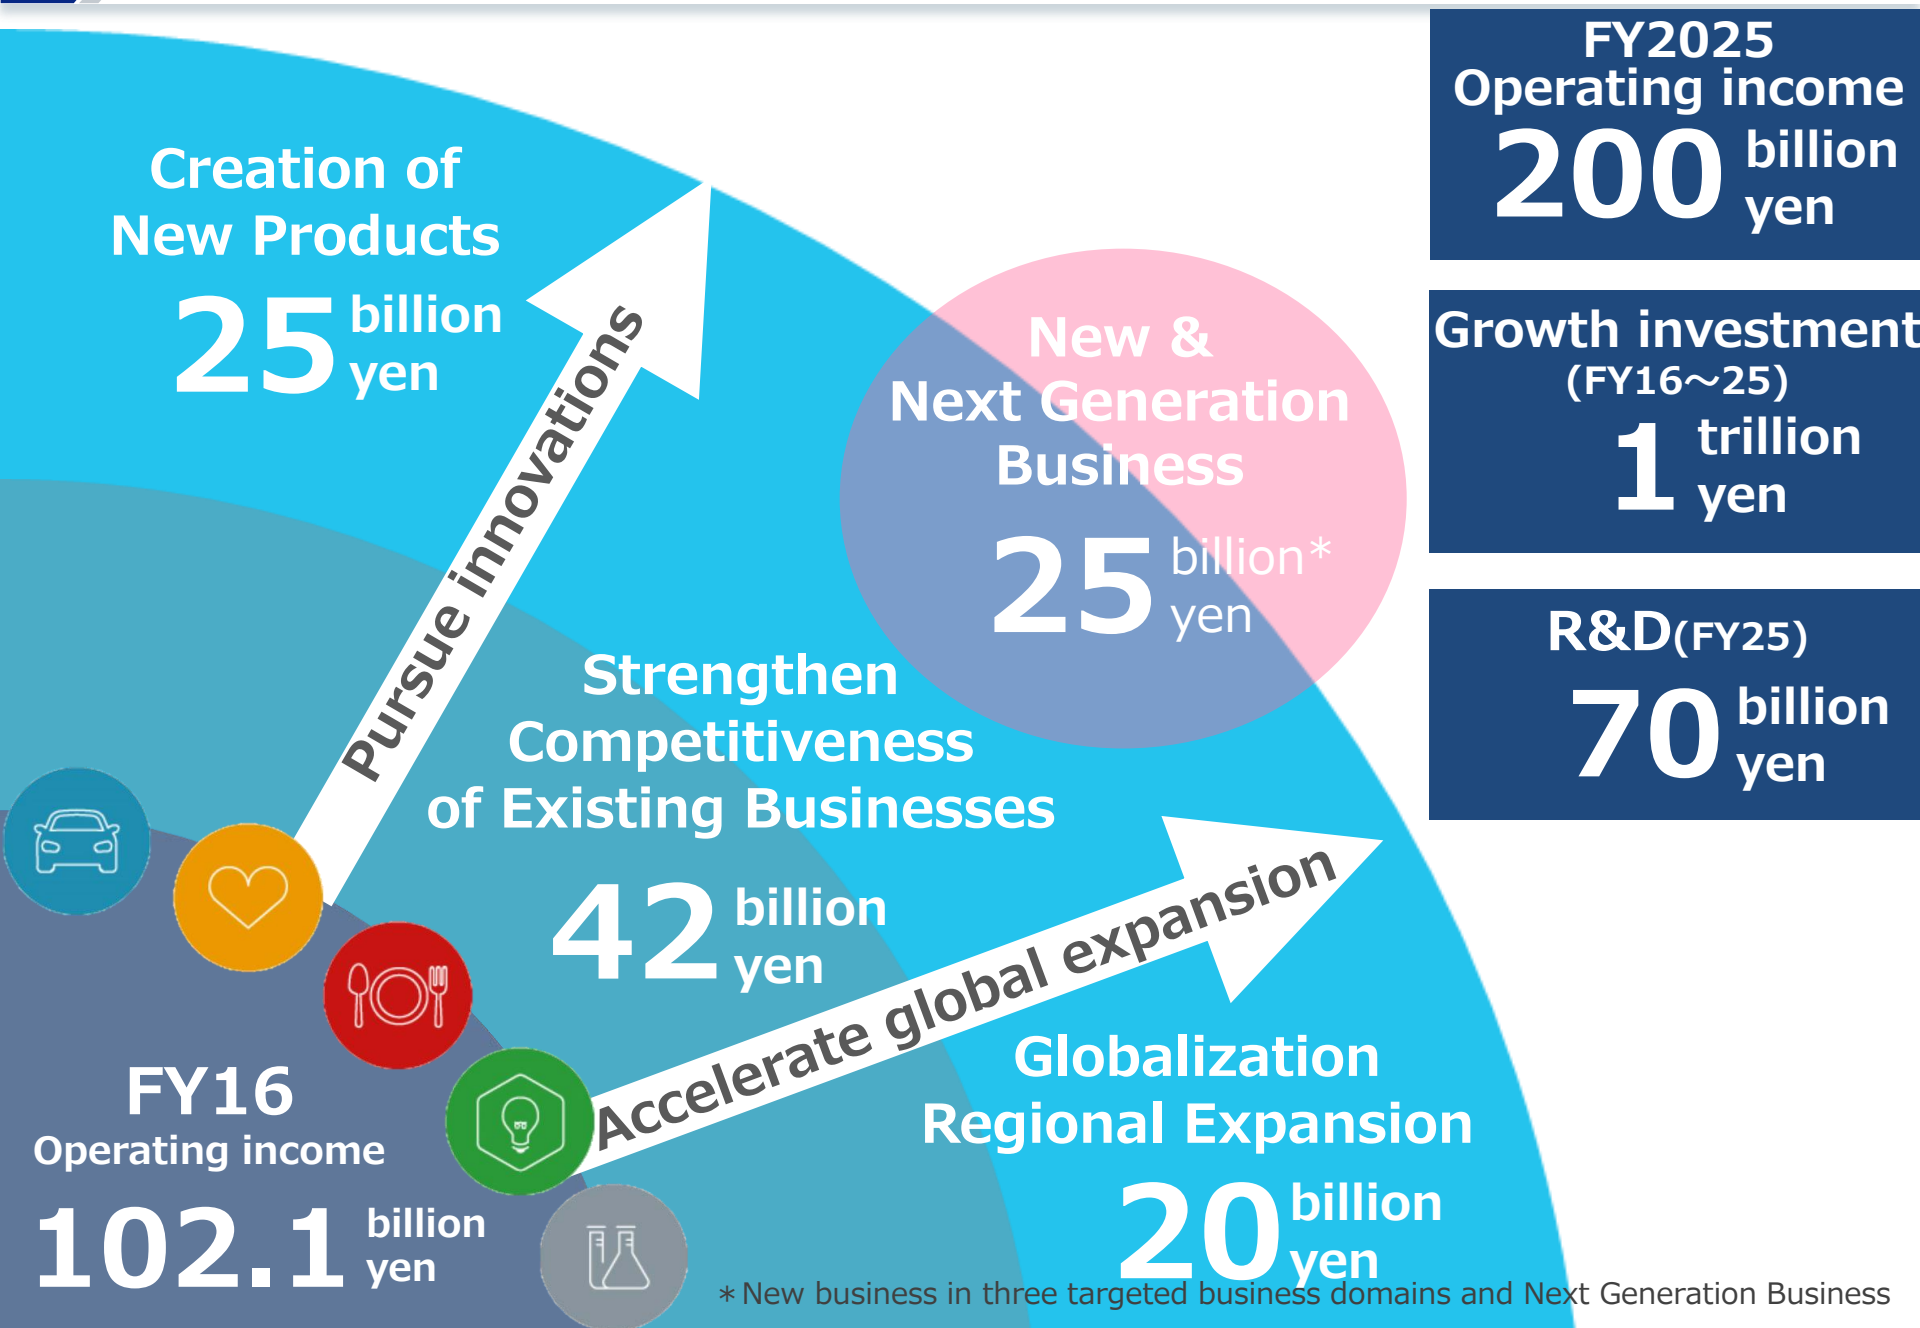 FY2025
Operating income
200 billion
yen
Growth investment
(FY16～25)
1 trillion
yen
R&D(FY25)
70 billion
yen
Creation of
New Products
25 billion
yen
Pursue innovations
New &
Next Generation
Business
25 billion*
yen
Strengthen
Competitiveness
of Existing Businesses
42 billion
yen
Accelerate global expansion
Globalization
Regional Expansion
20 billion
yen
FY16
Operating income
102.1 billion
yen
*New business in three targeted business domains and Next Generation Business